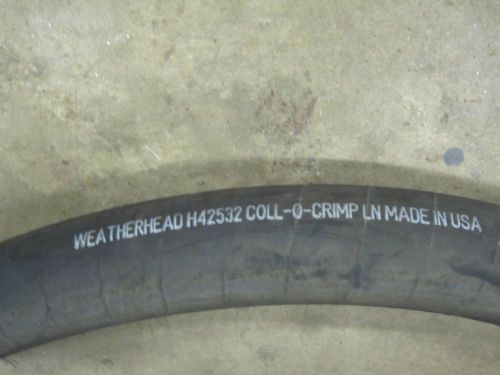 WEATHERHEAD H42532 COLL-O-CRIMP LN MADE IN USA